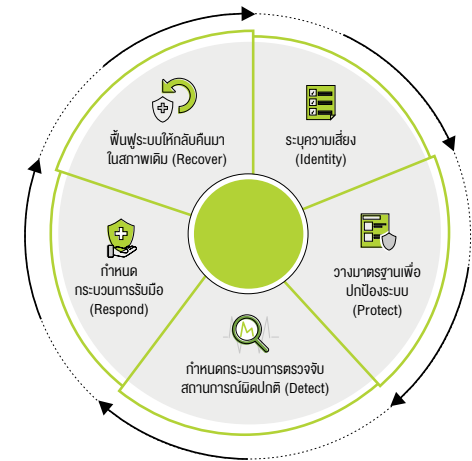 ระบุความเสี่ยง
(Identity)
วางมาตรฐานเพื่อ
ปกป้องระบบ
(Protect)
กำหนดกระบวนการตรวจจับ
สถานการณ์ผิดปกติ (Detect)
กำหนด
กระบวนการรับมือ
(Respond)
ฟื้นฟูระบบให้กลับคืนมา
ในสภาพเดิม (Recover)